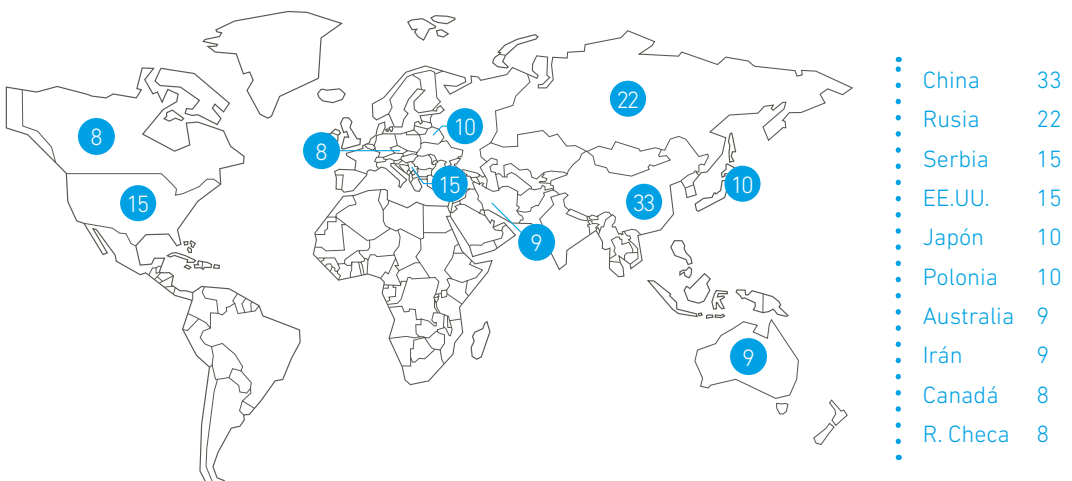 22
8
10
8
15
10
15
33
9
9
China 33
Rusia 22
Serbia 15
EE.UU. 15
Japón 10
Polonia 10
Australia 9
Irán 9
Canadá 8
R. Checa 8